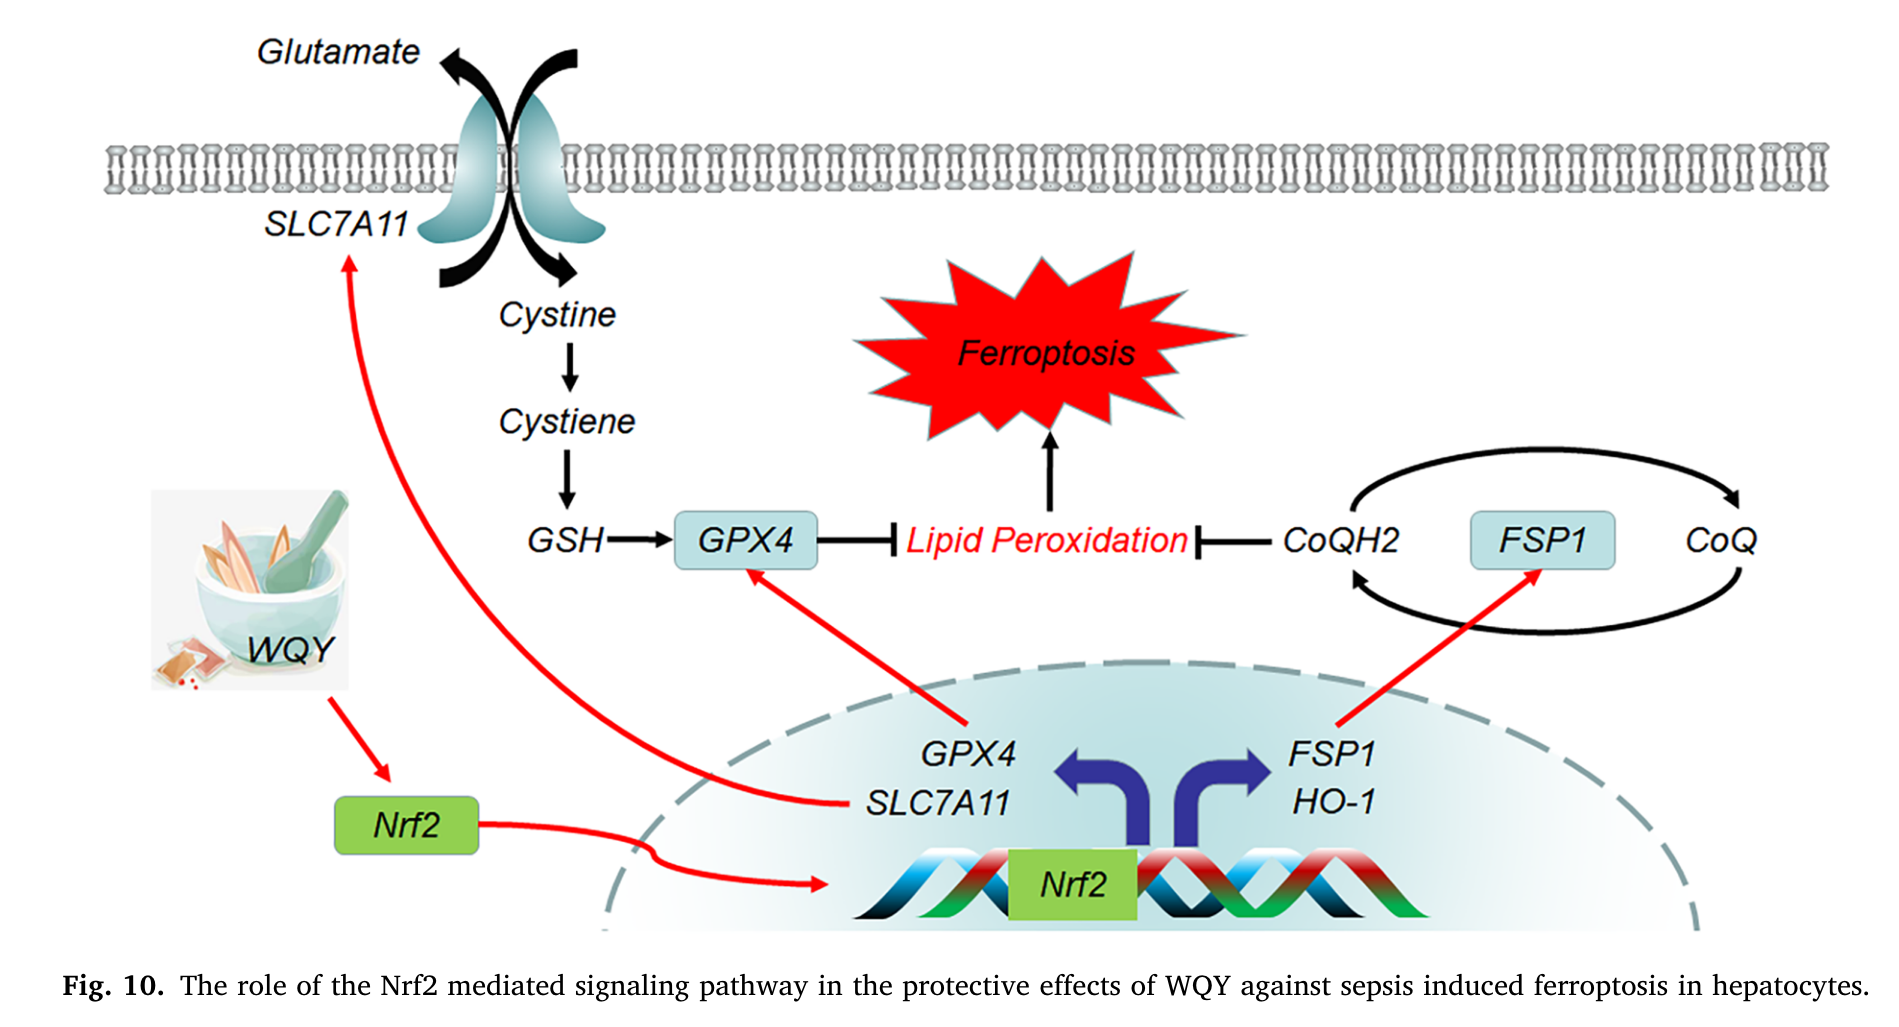 Glutamate
SLC7A11
Cystine
Cystiene
Ferroptosis
GSH
GPX4
Lipid Peroxidation
CoQH2
FSP1
CoQ
WQY
GPX4
SLC7A11
FSP1
HO-1
Nrf2
Nrf2
Fig. 10. The role of the Nrf2 mediated signaling pathway in the protective effects of WQY against sepsis induced ferroptosis in hepatocytes.